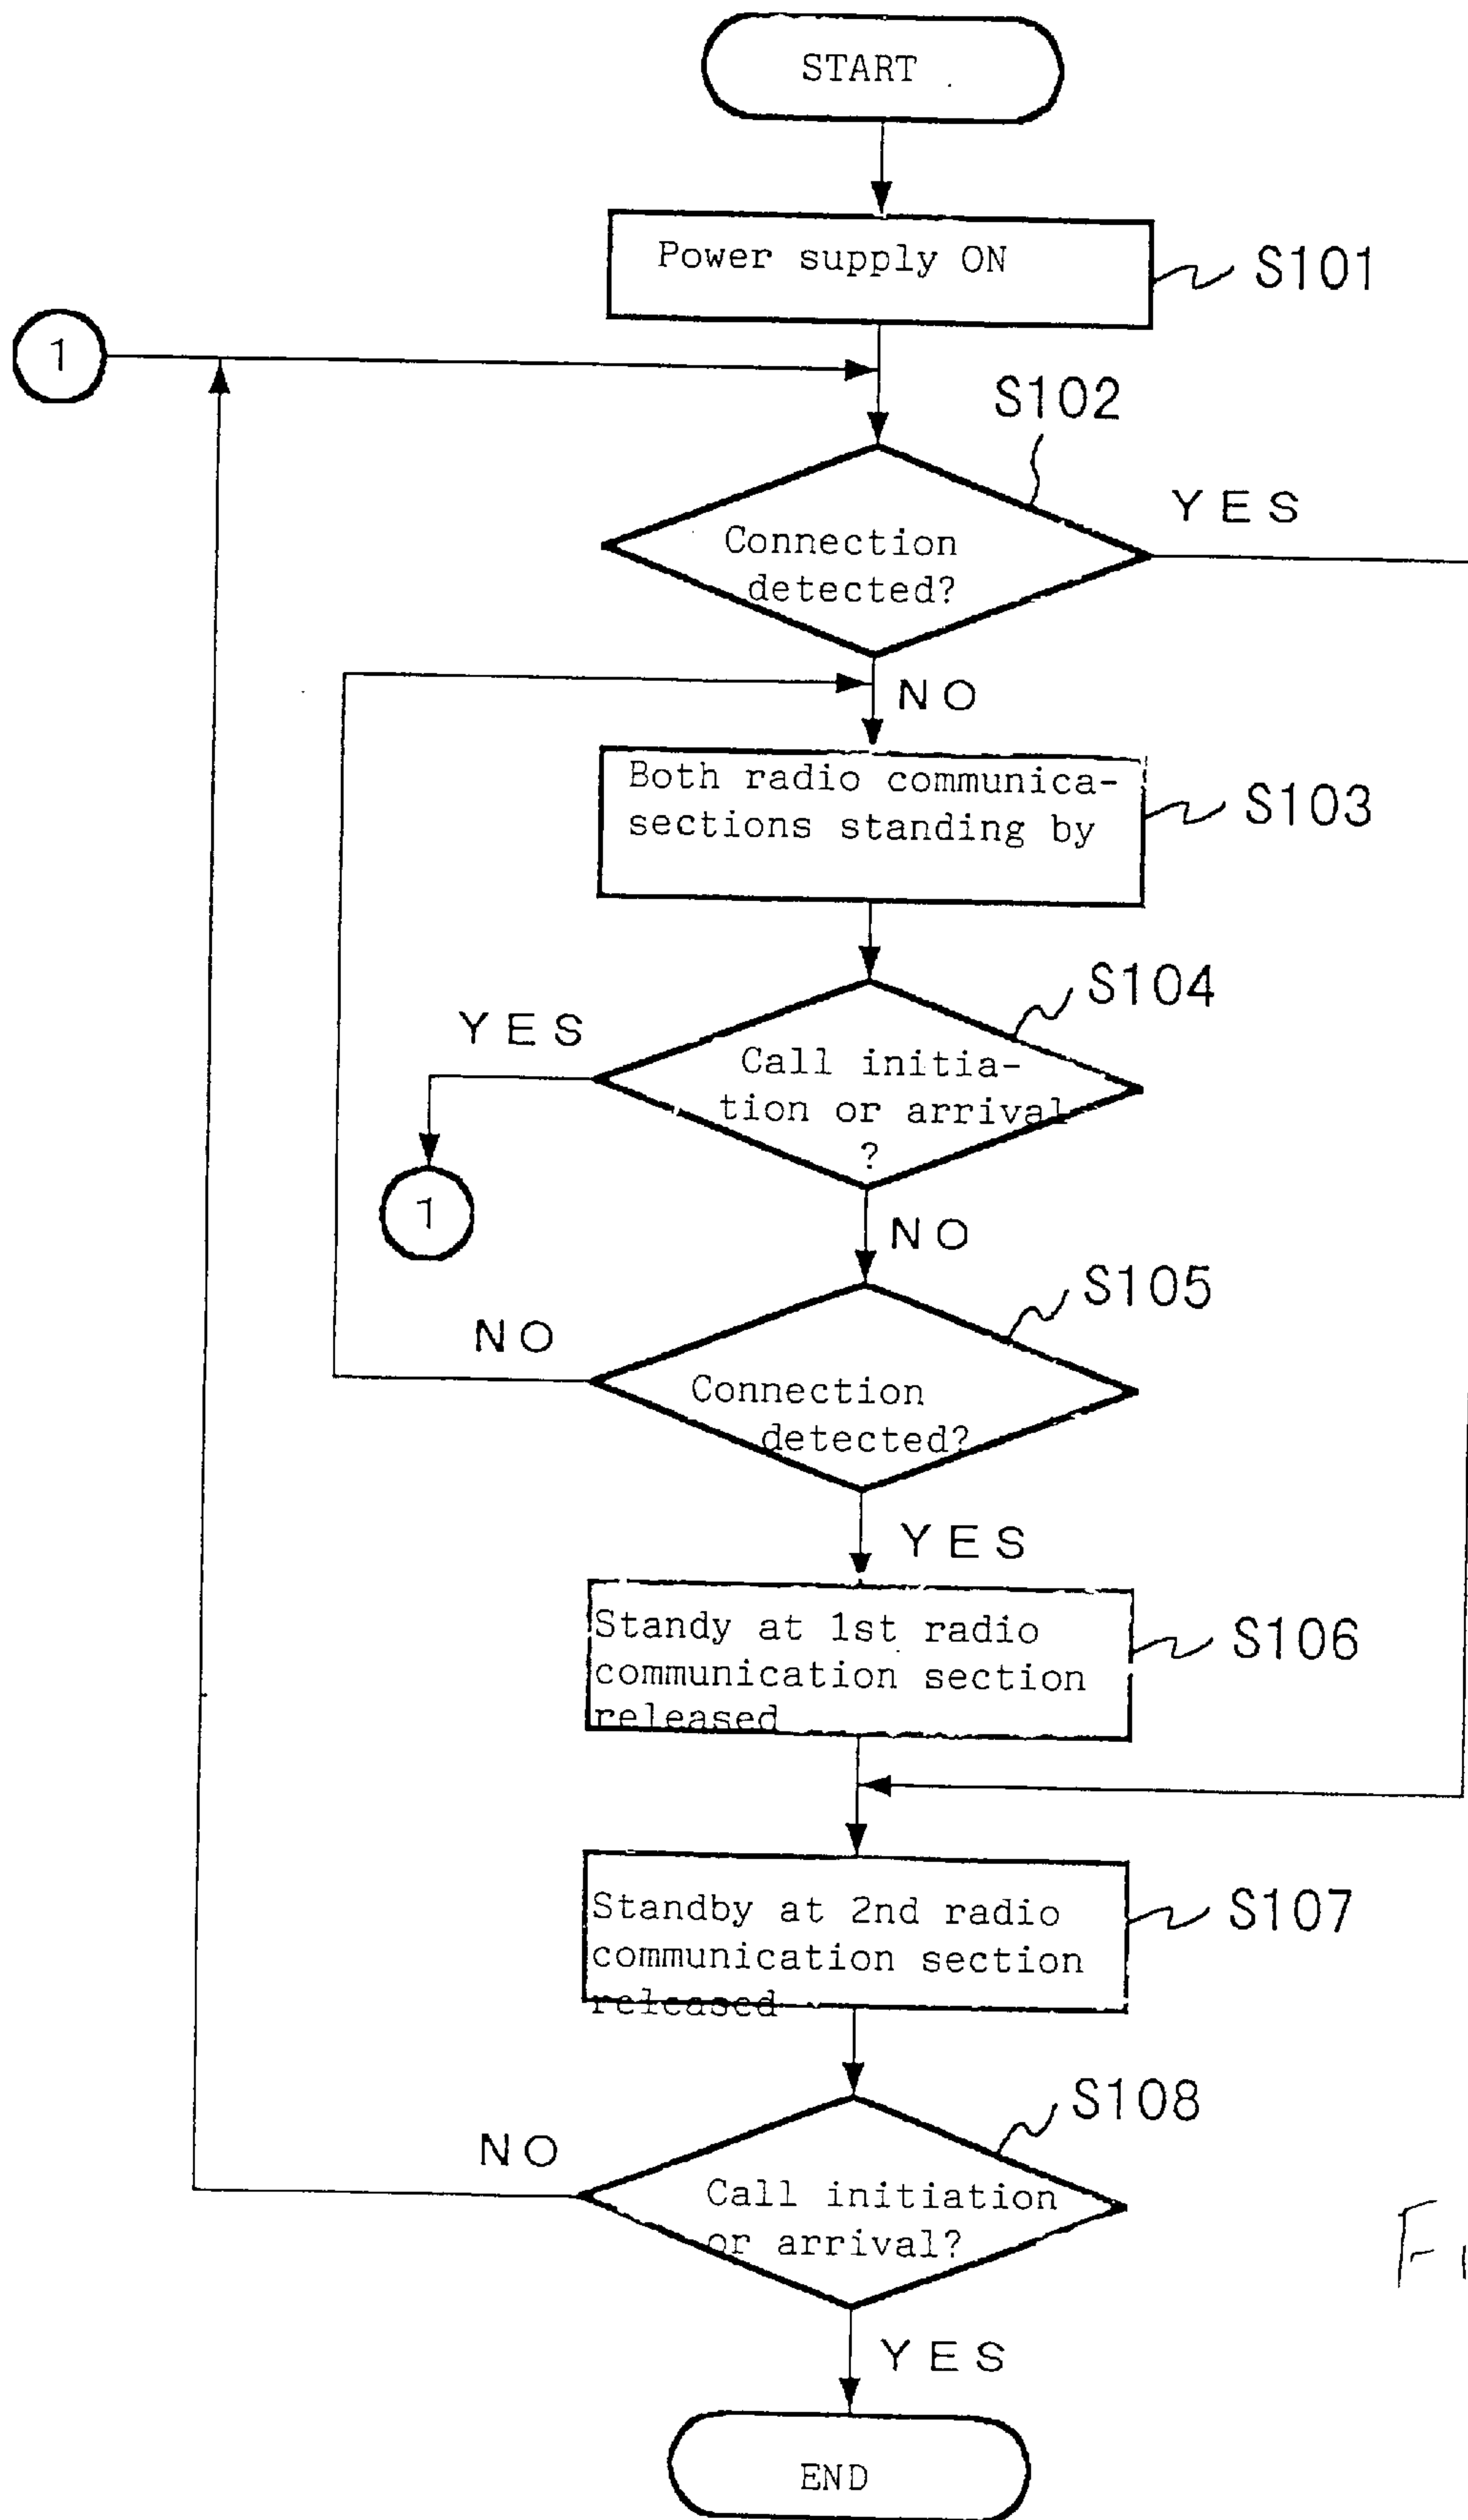 START
Power supply ON
S101
1
S102
YES
Connection
detected?
NO
Both radio communica-
sections standing by
S103
S104
YES
Call initia-
tion or arrival
?
1
NO
S105
NO
Connection
detected?
YES
Standy at 1st radio
communication section
released
S106
Standby at 2nd radio
communication section
released
S107
S108
NO
Call initiation
or arrival?
YES
END